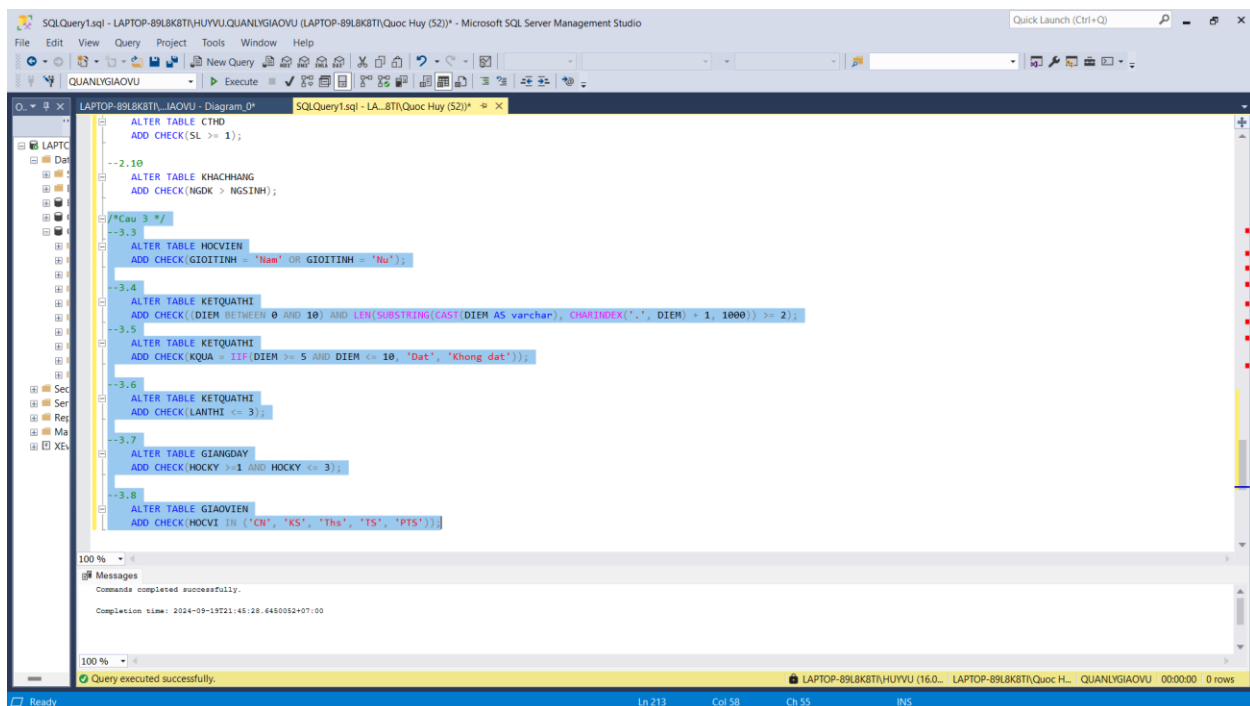 SQLQuery1.sql - LAPTOP-89L8K8TI\HUYVU.QUANLYGIAOVU (LAPTOP-89L8K8TI\Quoc Huy (52))* - Microsoft SQL Server Management Studio
Quick Launch (Ctrl+Q)
File Edit View Query Project Tools Window Help
New Query
QUANLYGIAOVU
Execute
O..
LAPTOP-89L8K8TI\...IAOVU - Diagram_0*
SQLQuery1.sql - LA...8TI\Quoc Huy (52))*
LAPTC
Dat
Sec
Ser
Rep
Ma
XEv
ALTER TABLE CTHD
ADD CHECK(SL >= 1);
--2.10
ALTER TABLE KHACHHANG
ADD CHECK(NGDK > NGSINH);
/*Cau 3 */
--3.3
ALTER TABLE HOCVIEN
ADD CHECK(GIOITINH = 'Nam' OR GIOITINH = 'Nu');
--3.4
ALTER TABLE KETQUATHI
ADD CHECK((DIEM BETWEEN 0 AND 10) AND LEN(SUBSTRING(CAST(DIEM AS varchar), CHARINDEX('.', DIEM) + 1, 1000)) >= 2);
--3.5
ALTER TABLE KETQUATHI
ADD CHECK(KQUA = IIF(DIEM >= 5 AND DIEM <= 10, 'Dat', 'Khong dat'));
--3.6
ALTER TABLE KETQUATHI
ADD CHECK(LANTHI <= 3);
--3.7
ALTER TABLE GIANGDAY
ADD CHECK(HOCKY >=1 AND HOCKY <= 3);
--3.8
ALTER TABLE GIAOVIEN
ADD CHECK(HOCVI IN ('CN', 'KS', 'Ths', 'TS', 'PTS'));
100 %
Messages
Commands completed successfully.
Completion time: 2024-09-19T21:45:28.6450052+07:00
100 %
Query executed successfully.
LAPTOP-89L8K8TI\HUYVU (16.0... LAPTOP-89L8K8TI\Quoc H... QUANLYGIAOVU 00:00:00 0 rows
Ready
Ln 213 Col 58 Ch 55 INS